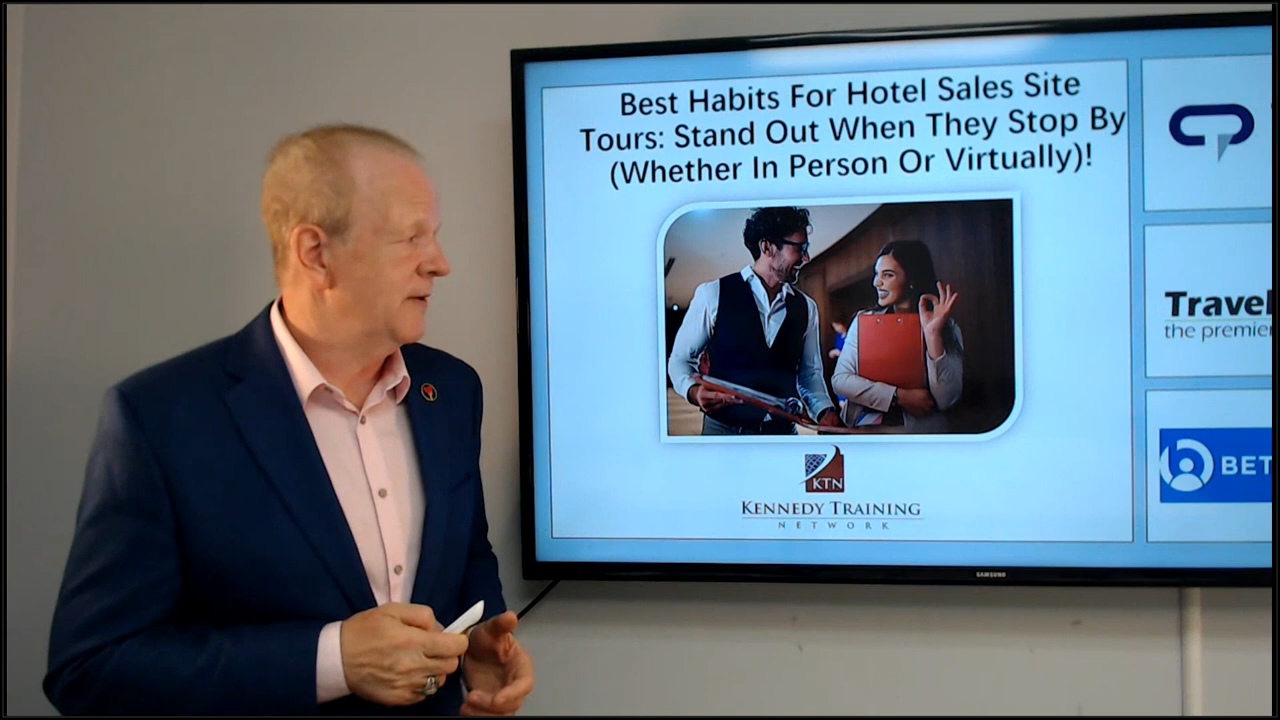 Best Habits For Hotel Sales Site
Tours: Stand Out When They Stop By
(Whether In Person Or Virtually)!
KTN
KENNEDY TRAINING
NETWORK
Travel
the premier
BET
SAMSUNG